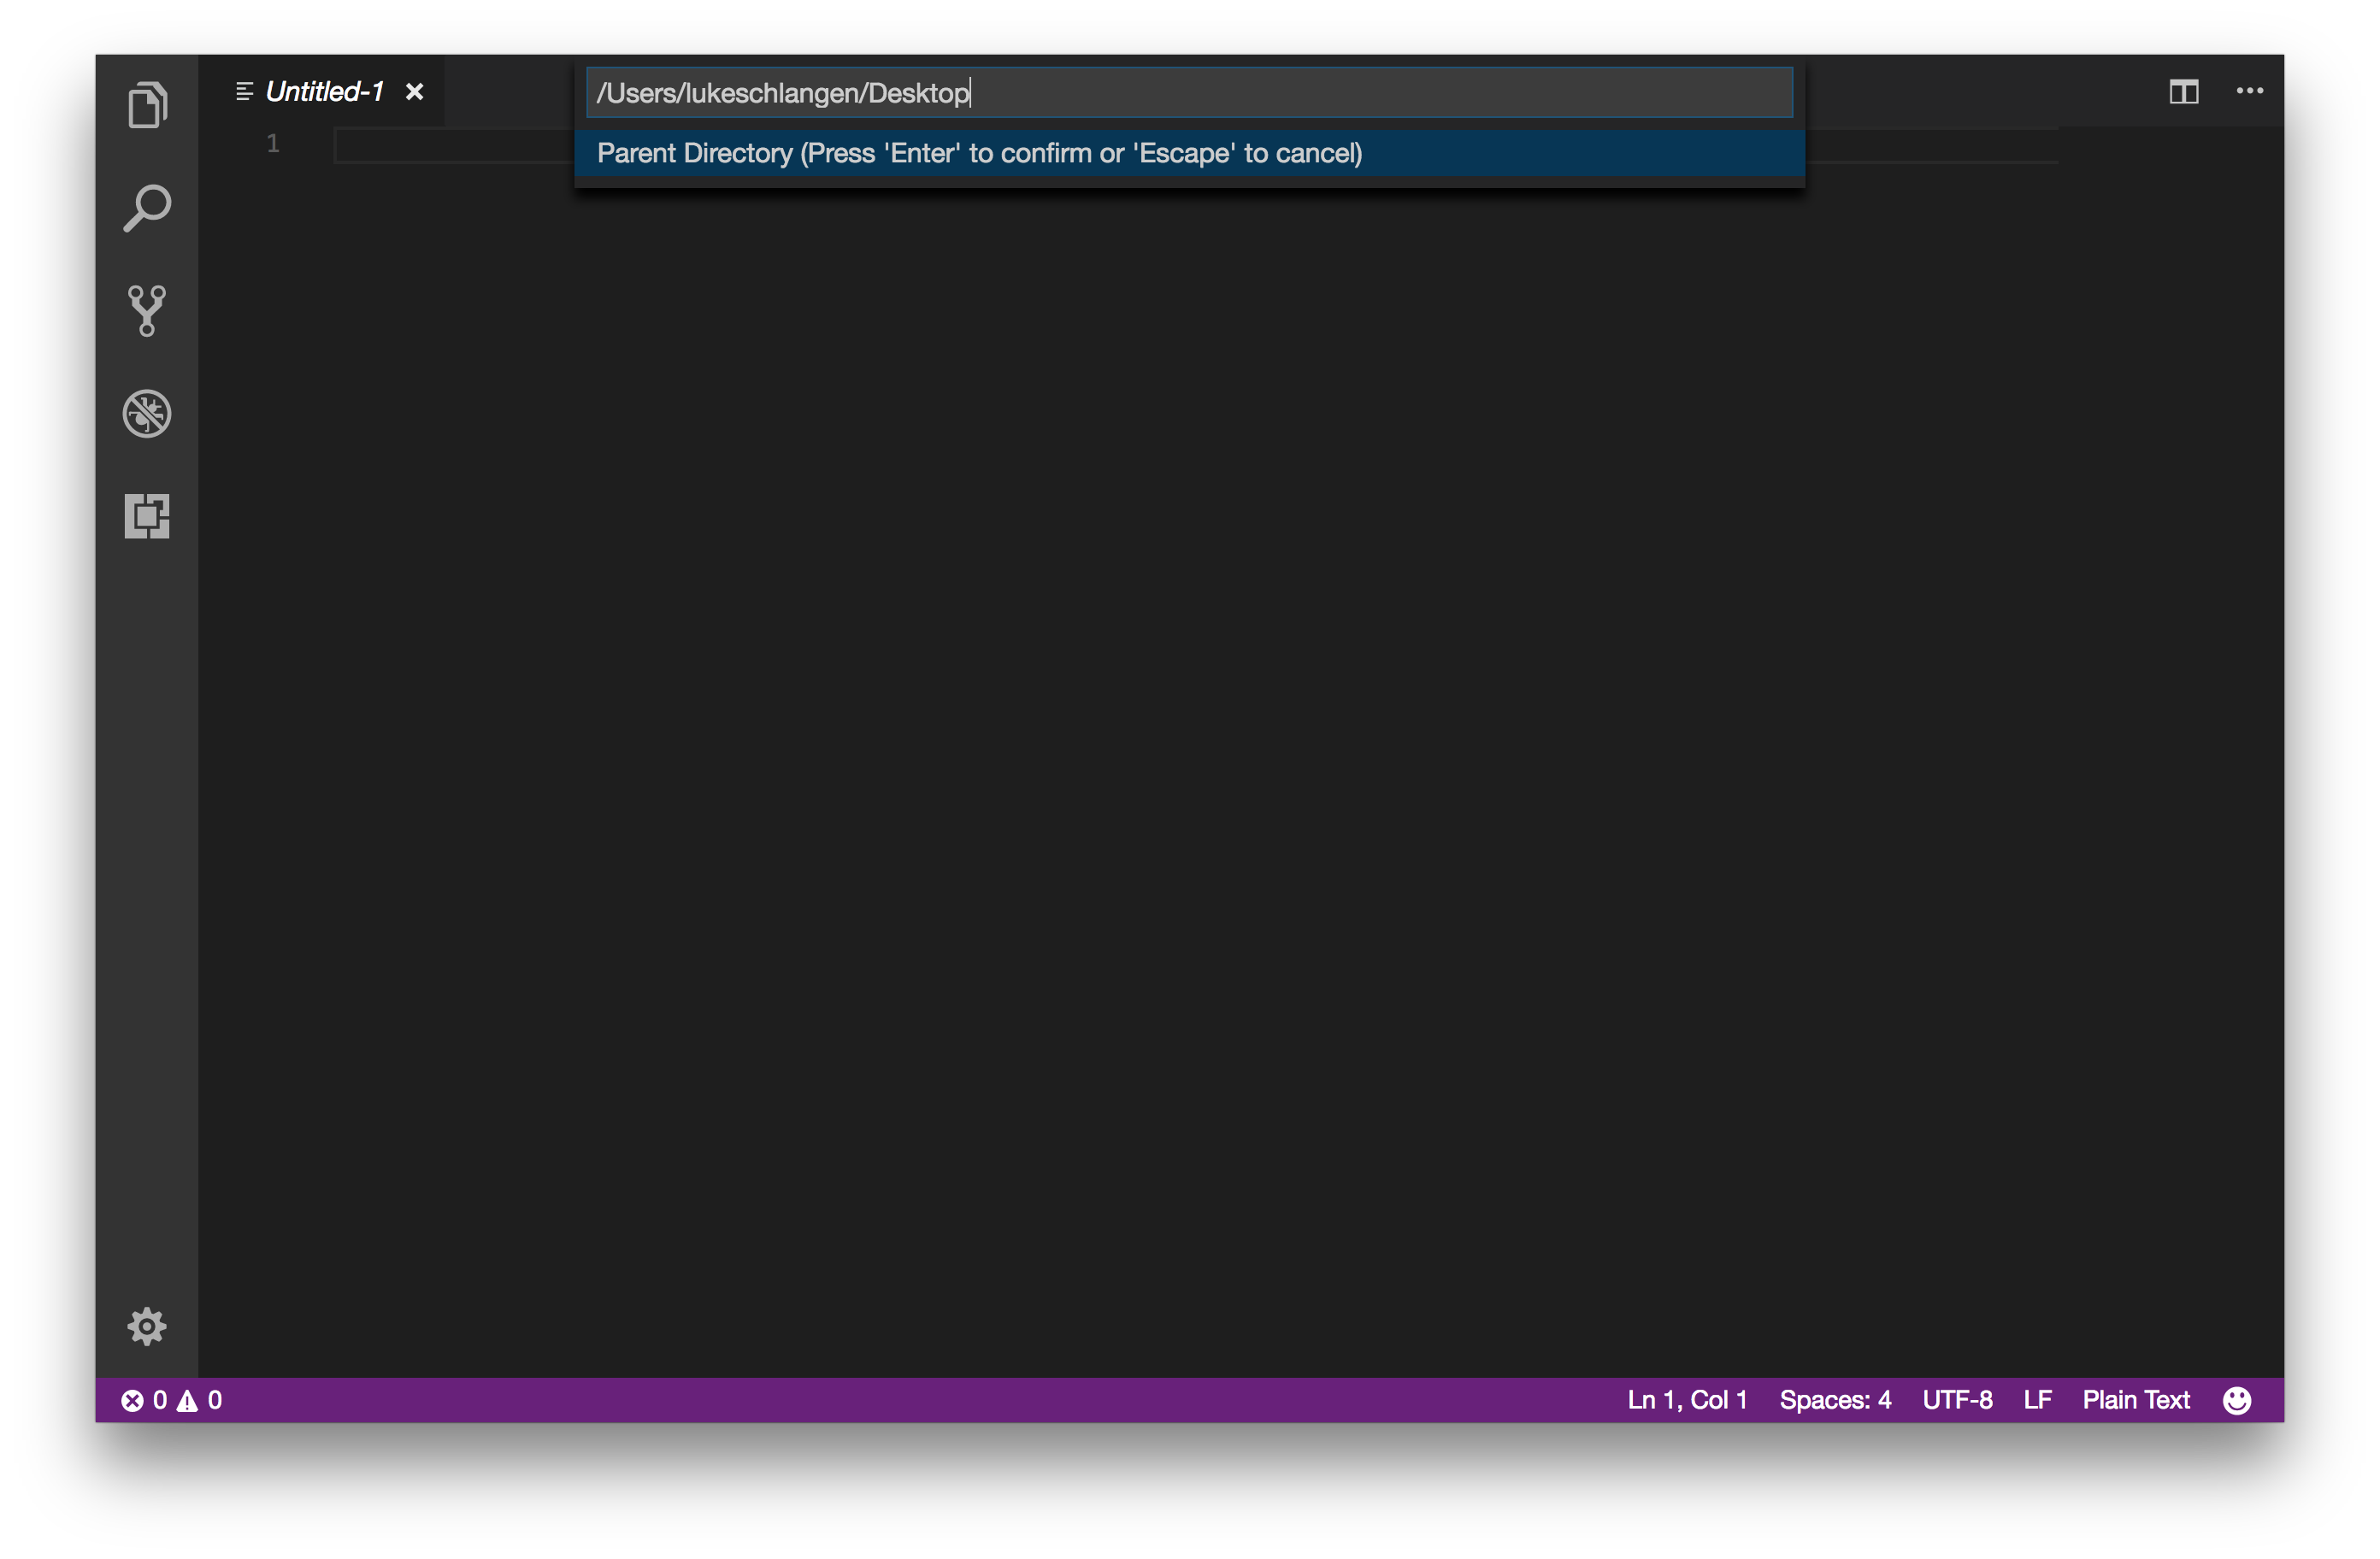 Untitled-1
/Users/lukeschlangen/Desktop
Parent Directory (Press 'Enter' to confirm or 'Escape' to cancel)
1
0 0 Ln 1, Col 1 Spaces: 4 UTF-8 LF Plain Text